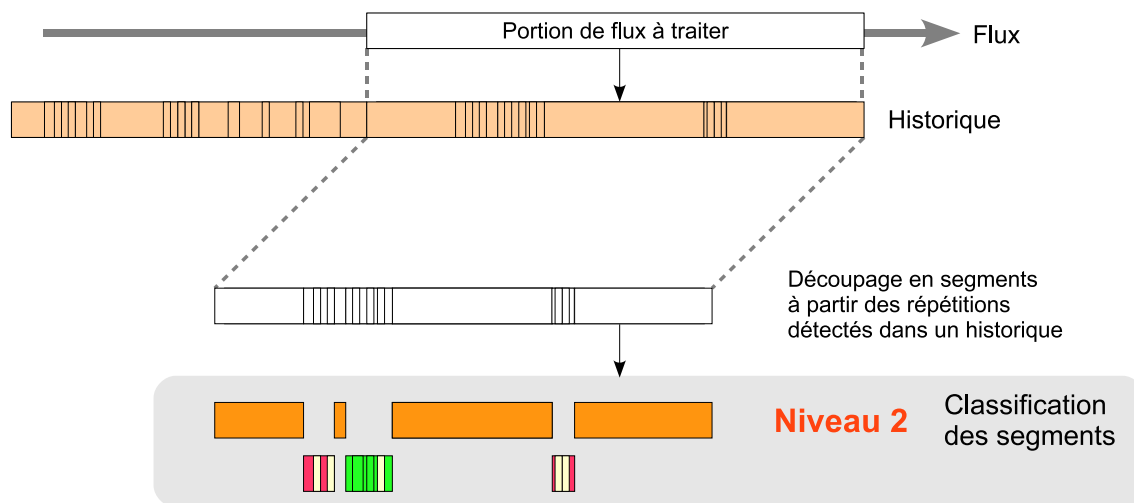 Portion de flux à traiter
Flux
Historique
Découpage en segments
à partir des répétitions
détectés dans un historique
Niveau 2
Classification
des segments